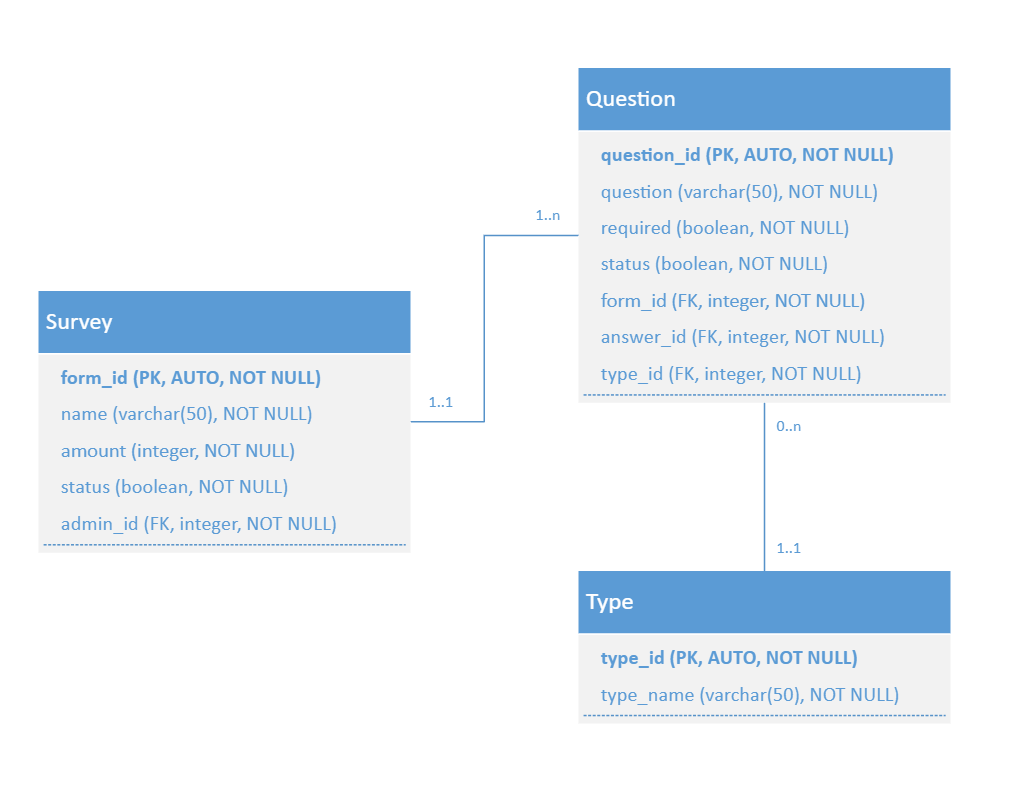 Question
question_id (PK, AUTO, NOT NULL)
question (varchar(50), NOT NULL)
required (boolean, NOT NULL)
status (boolean, NOT NULL)
form_id (FK, integer, NOT NULL)
answer_id (FK, integer, NOT NULL)
type_id (FK, integer, NOT NULL)
1..n
Survey
form_id (PK, AUTO, NOT NULL)
name (varchar(50), NOT NULL)
amount (integer, NOT NULL)
status (boolean, NOT NULL)
admin_id (FK, integer, NOT NULL)
1..1
0..n
1..1
Type
type_id (PK, AUTO, NOT NULL)
type_name (varchar(50), NOT NULL)